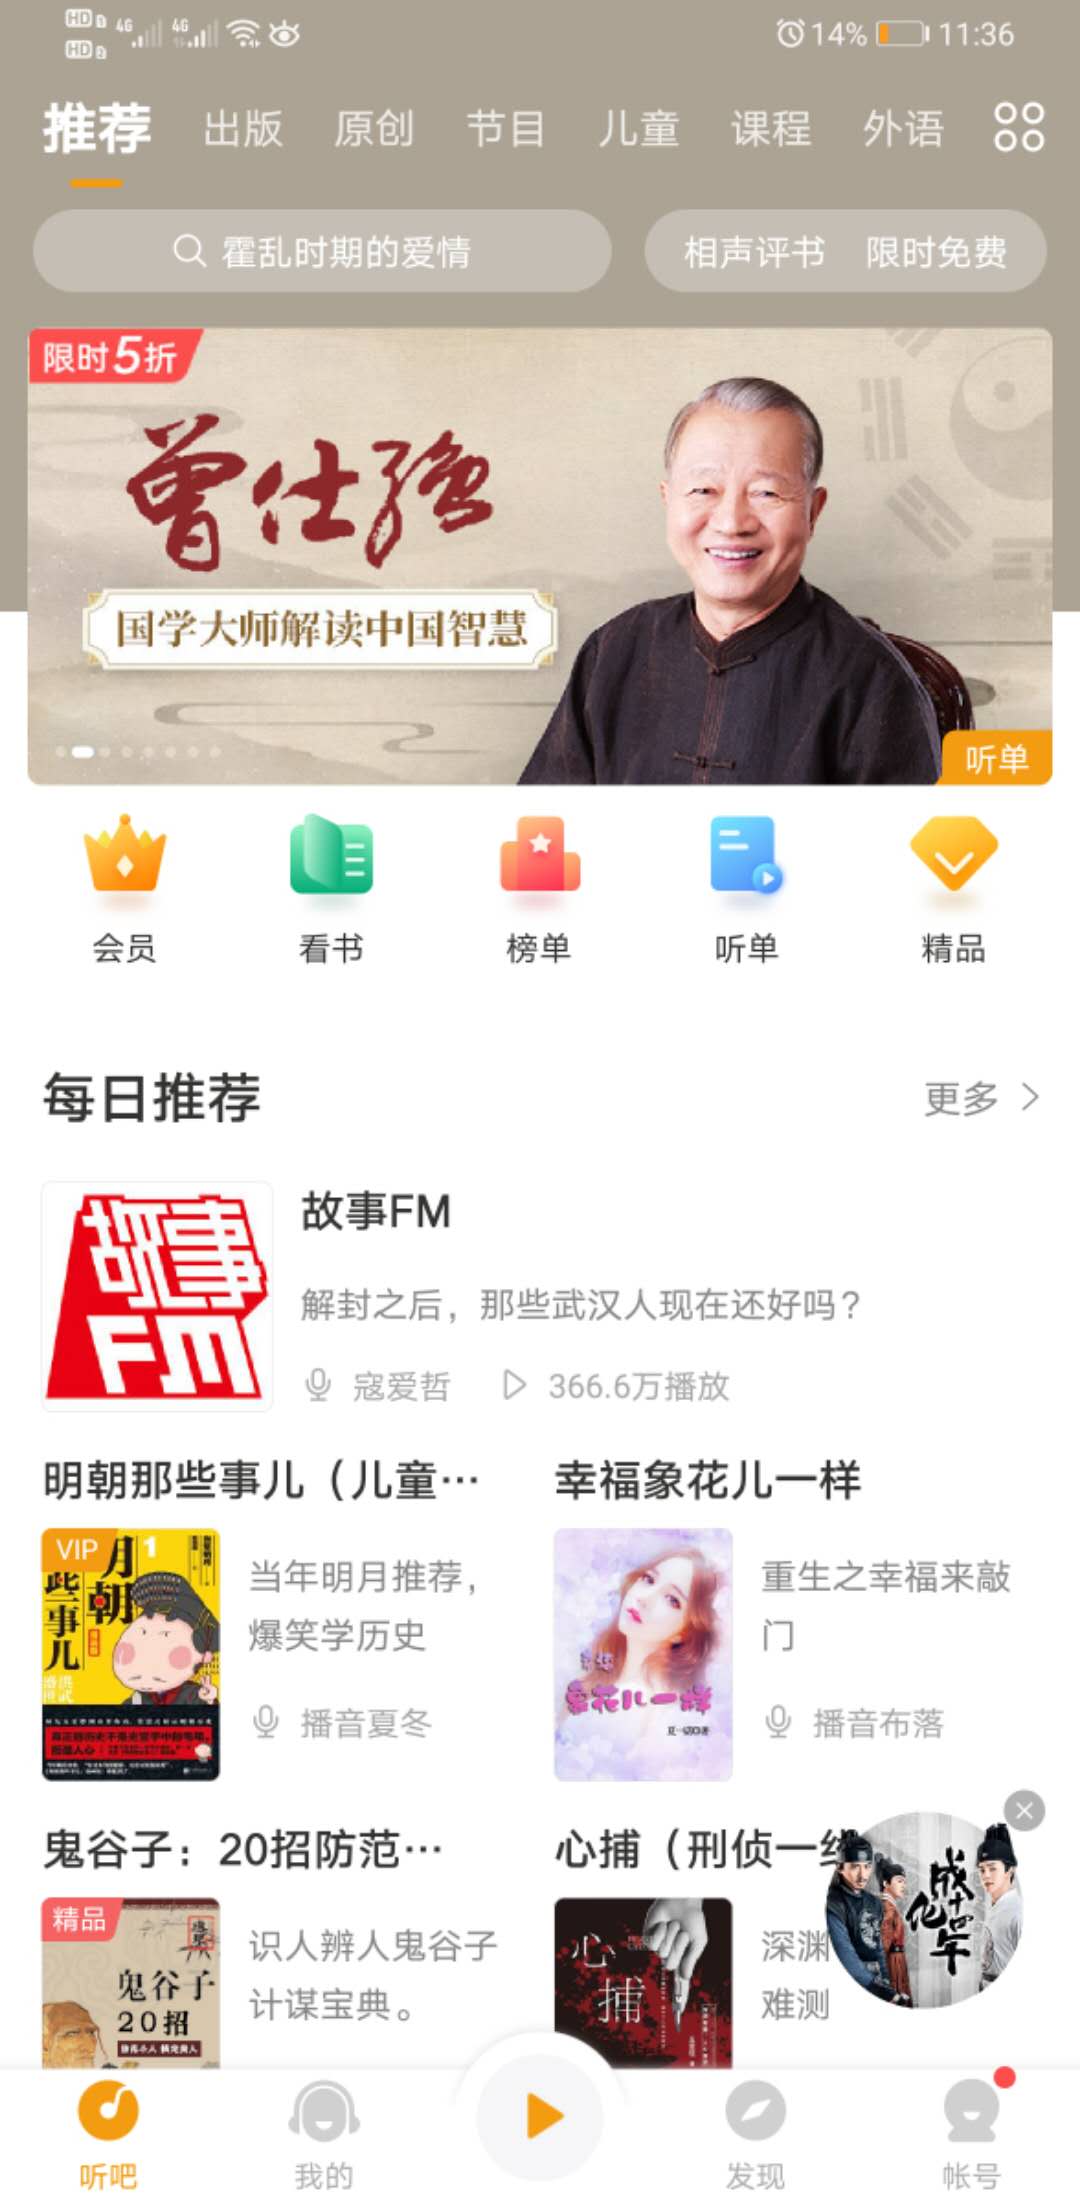 HD 1 4G 4G 14% 11:36
HD 2
推荐 出版 原创 节目 儿童 课程 外语
霍乱时期的爱情 相声评书 限时免费
限时5折
曾仕强
国学大师解读中国智慧
听单
会员 看书 榜单 听单 精品
每日推荐 更多
故事FM
故事FM
解封之后，那些武汉人现在还好吗？
寇爱哲 366.6万播放
明朝那些事儿（儿童… 幸福象花儿一样
VIP
1
月朝
些事儿
当年明月推荐，
爆笑学历史
播音夏冬
花儿一样
重生之幸福来敲
门
播音布落
鬼谷子：20招防范… 心捕（刑侦一
精品
鬼谷子
20招
识人辨人鬼谷子
计谋宝典。
心捕
深渊
难测
成化十四年
听吧 我的 发现 帐号